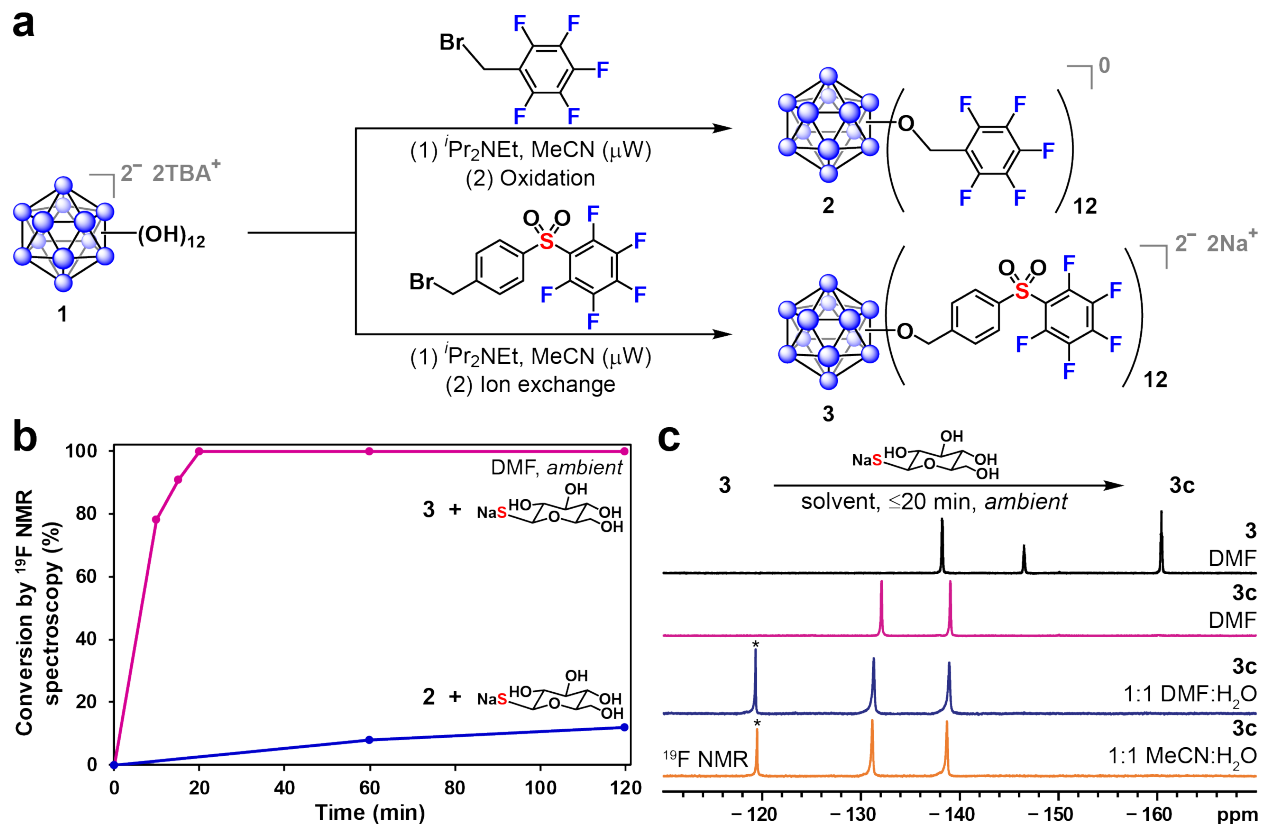 a
Br
F
F
F
F
F
(1) ⁱPr₂NEt, MeCN (μW)
(2) Oxidation
2⁻ 2TBA⁺
(OH)₁₂
1
0
O
F
F
F
F
F
12
2
O O
S
Br
F
F
F
F
F
(1) ⁱPr₂NEt, MeCN (μW)
(2) Ion exchange
2⁻ 2Na⁺
O
O O
S
F
F
F
F
F
12
3
b
Conversion by ¹⁹F NMR
spectroscopy (%)
100
80
60
40
20
0
DMF, ambient
3 + NaS
OH
HO
OH
O
OH
2 + NaS
OH
HO
OH
O
OH
0 20 40 60 80 100 120
Time (min)
c
3
NaS
OH
HO
OH
O
OH
solvent, ≤20 min, ambient
3c
3
DMF
3c
DMF
*
3c
1:1 DMF:H₂O
*
3c
¹⁹F NMR
1:1 MeCN:H₂O
−120 −130 −140 −150 −160 ppm